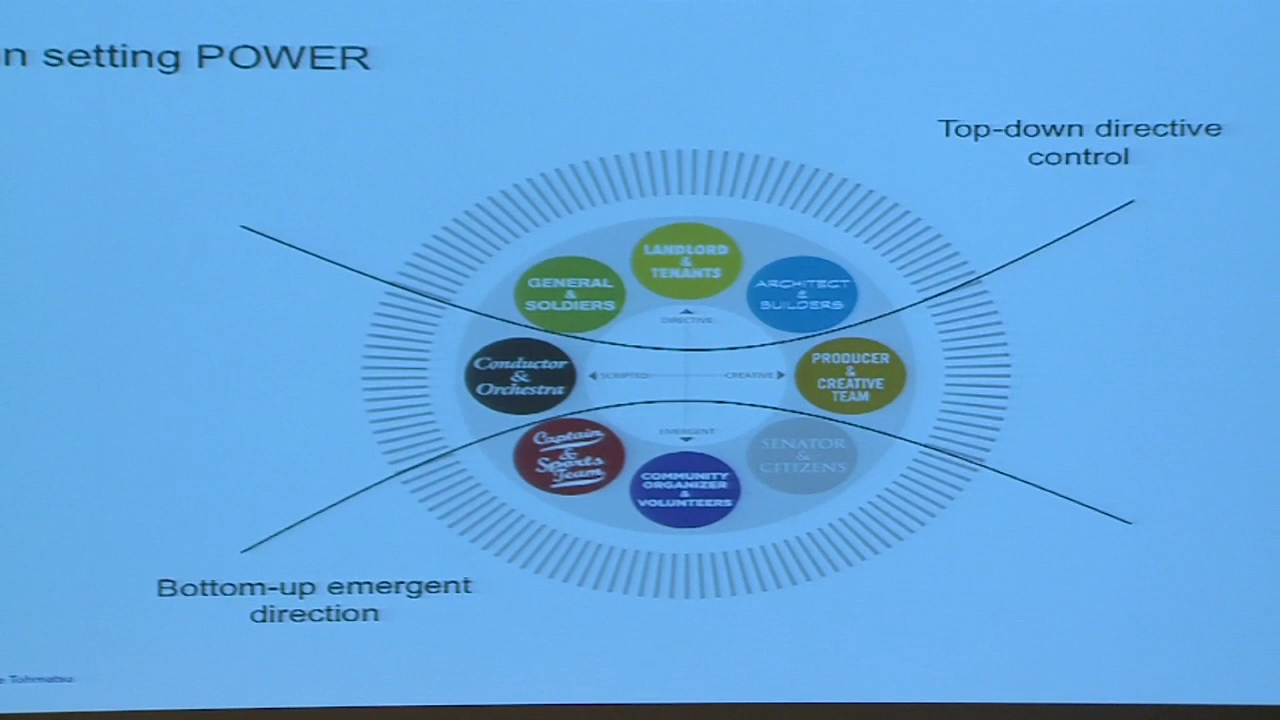 n setting POWER
Top-down directive
control
LANDLORD
&
TENANTS
GENERAL
&
SOLDIERS
ARCHITECT
&
BUILDERS
DIRECTIVE
Conductor
&
Orchestra
SCRIPTED
CREATIVE
PRODUCER
&
CREATIVE
TEAM
EMERGENT
Captain
&
Sports
Team
SENATOR
&
CITIZENS
COMMUNITY
ORGANIZER
&
VOLUNTEERS
Bottom-up emergent
direction
e Tohmatsu